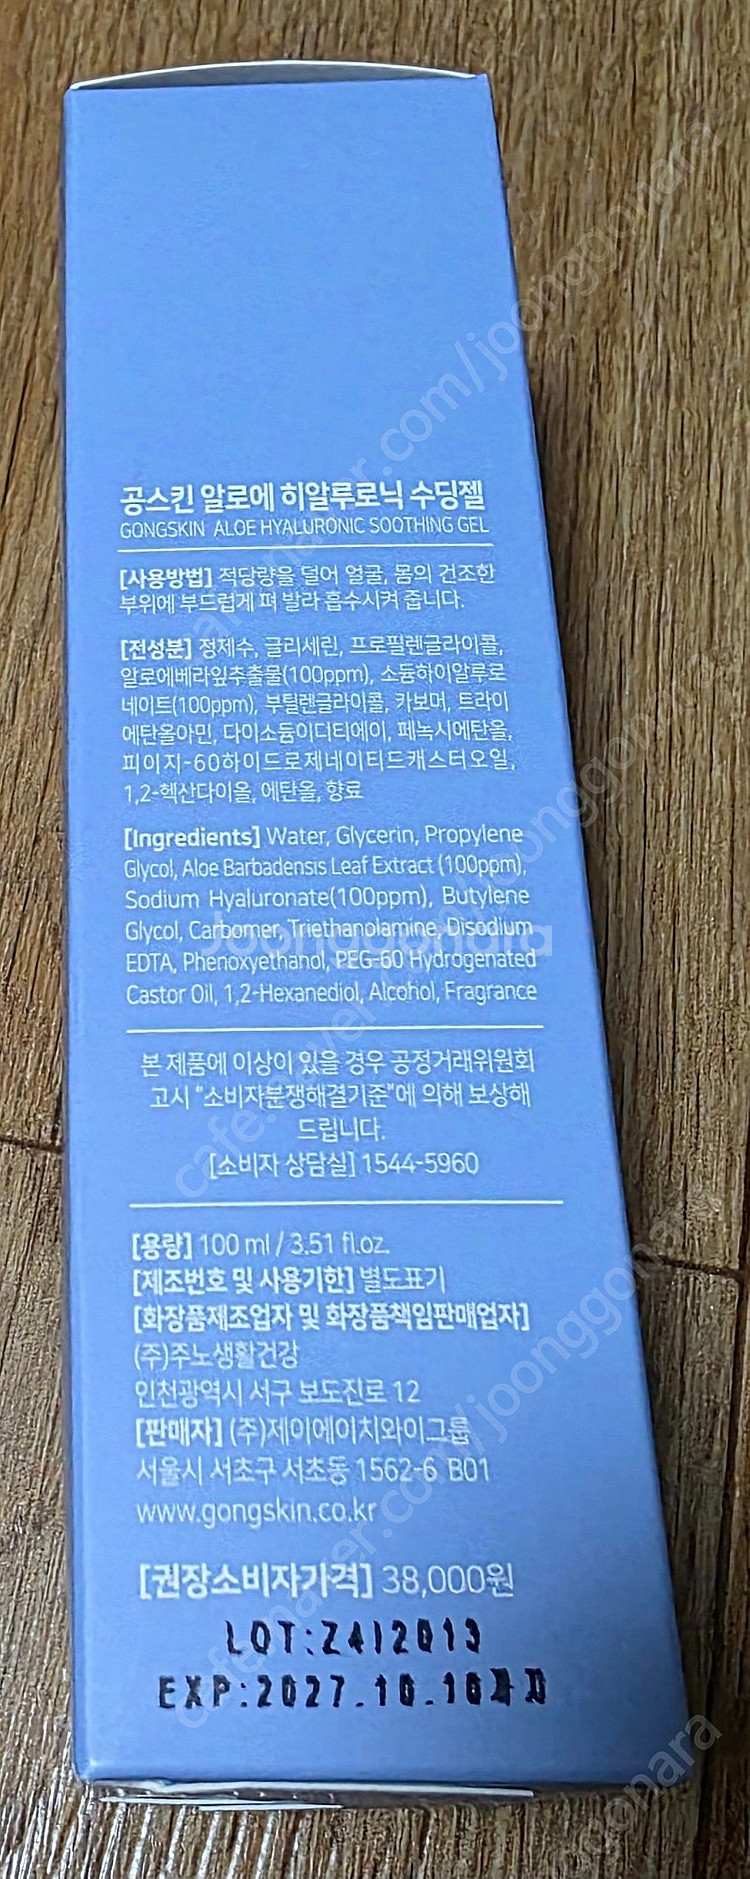 공스킨 알로에 히알루로닉 수딩젤
GONGSKIN ALOE HYALURONIC SOOTHING GEL
[사용방법] 적당량을 덜어 얼굴, 몸의 건조한
부위에 부드럽게 펴 발라 흡수시켜 줍니다.
[전성분] 정제수, 글리세린, 프로필렌글라이콜,
알로에베라잎추출물(100ppm), 소듐하이알루로
네이트(100ppm), 부틸렌글라이콜, 카보머, 트라이
에탄올아민, 다이소듐이디티에이, 페녹시에탄올,
피이지-60하이드로제네이티드캐스터오일,
1,2-헥산다이올, 에탄올, 향료
[Ingredients] Water, Glycerin, Propylene
Glycol, Aloe Barbadensis Leaf Extract (100ppm),
Sodium Hyaluronate(100ppm), Butylene
Glycol, Carbomer, Triethanolamine, Disodium
EDTA, Phenoxyethanol, PEG-60 Hydrogenated
Castor Oil, 1,2-Hexanediol, Alcohol, Fragrance
Joonggonara
본 제품에 이상이 있을 경우 공정거래위원회
고시 "소비자분쟁해결기준"에 의해 보상해
드립니다.
[소비자 상담실] 1544-5960
[용량] 100 ml / 3.51 fl.oz.
[제조번호 및 사용기한] 별도표기
[화장품제조업자 및 화장품책임판매업자]
(주)주노생활건강
인천광역시 서구 보도진로 12
[판매자] (주)제이에이치와이그룹
서울시 서초구 서초동 1562-6 B01
www.gongskin.co.kr
[권장소비자가격] 38,000원
LOT:Z412013
EXP:2027.10.16까지
cafe.naver.com/joonggonara
cafe.naver.com/joonggonara